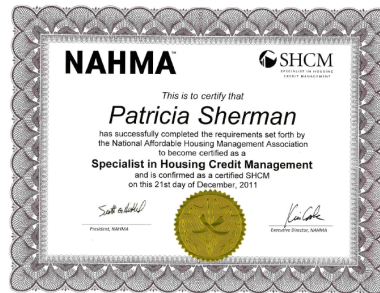 NAHMA™
SHCM
SPECIALIST IN HOUSING
CREDIT MANAGEMENT
This is to certify that
Patricia Sherman
has successfully completed the requirements set forth by
the National Affordable Housing Management Association
to become certified as a
Specialist in Housing Credit Management
and is confirmed as a certified SHCM
on this 21st day of December, 2011
President, NAHMA
Executive Director, NAHMA